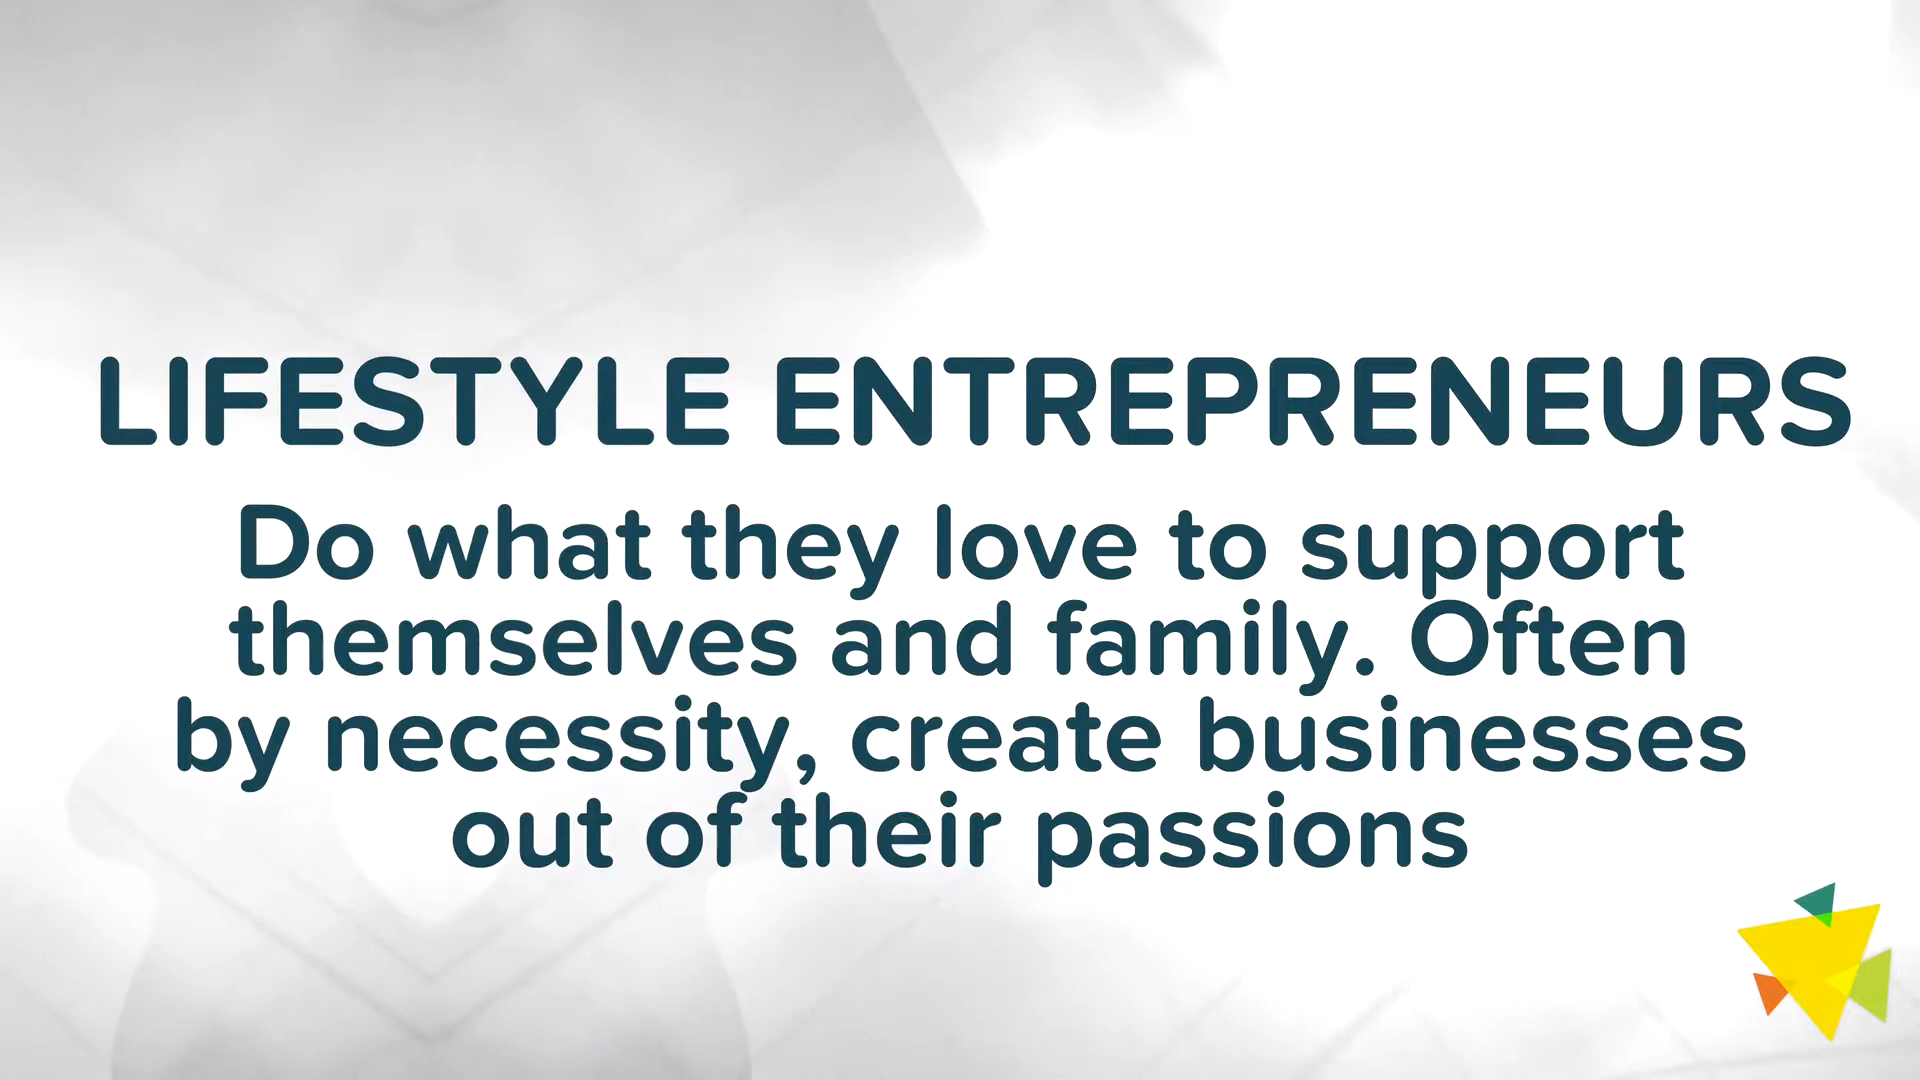 LIFESTYLE ENTREPRENEURS
Do what they love to support
themselves and family. Often
by necessity, create businesses
out of their passions